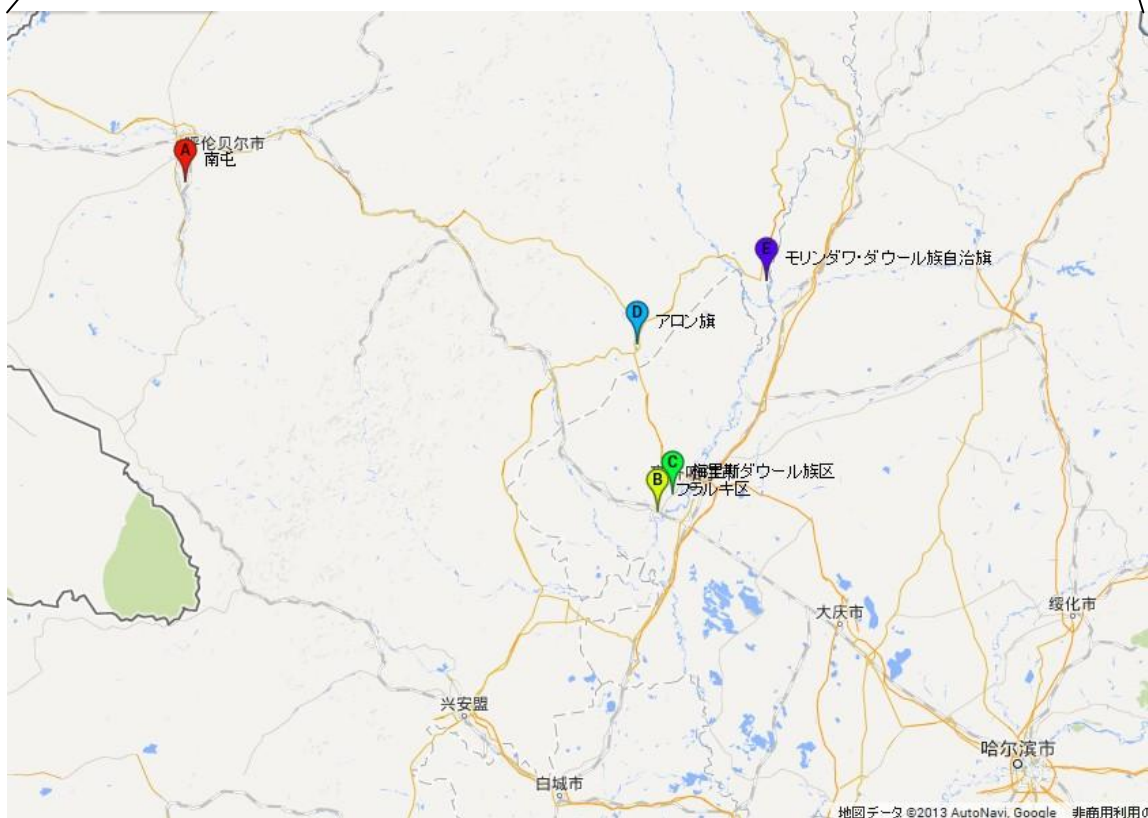 呼伦贝尔市
A
南屯
E
モリンダワ・ダウール族自治旗
D
アロン旗
C
梅里斯ダウール族区
B
フラルキ区
大庆市
绥化市
兴安盟
哈尔滨市
白城市
地図データ ©2013 AutoNavi, Google 非商用利用の